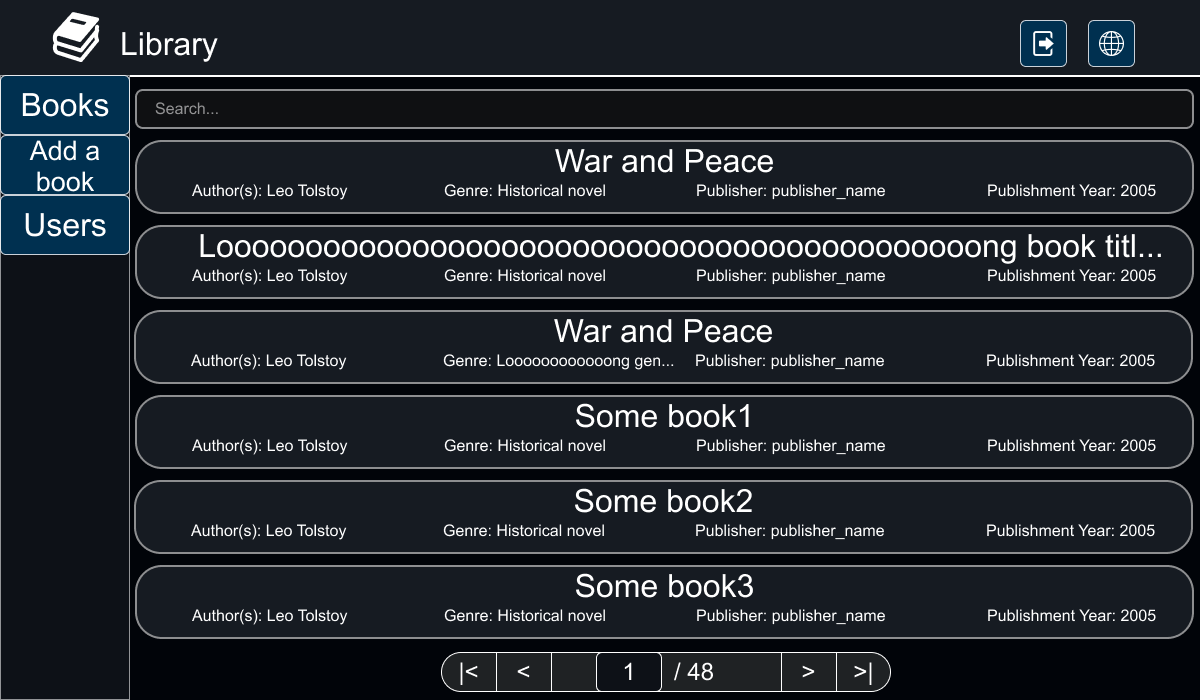 Library
Books
Add a
book
Users
Search...
War and Peace
Author(s): Leo Tolstoy Genre: Historical novel Publisher: publisher_name Publishment Year: 2005
Looooooooooooooooooooooooooooooooooooooooooong book titl...
Author(s): Leo Tolstoy Genre: Historical novel Publisher: publisher_name Publishment Year: 2005
War and Peace
Author(s): Leo Tolstoy Genre: Loooooooooooong gen... Publisher: publisher_name Publishment Year: 2005
Some book1
Author(s): Leo Tolstoy Genre: Historical novel Publisher: publisher_name Publishment Year: 2005
Some book2
Author(s): Leo Tolstoy Genre: Historical novel Publisher: publisher_name Publishment Year: 2005
Some book3
Author(s): Leo Tolstoy Genre: Historical novel Publisher: publisher_name Publishment Year: 2005
|< < 1 / 48 > >|